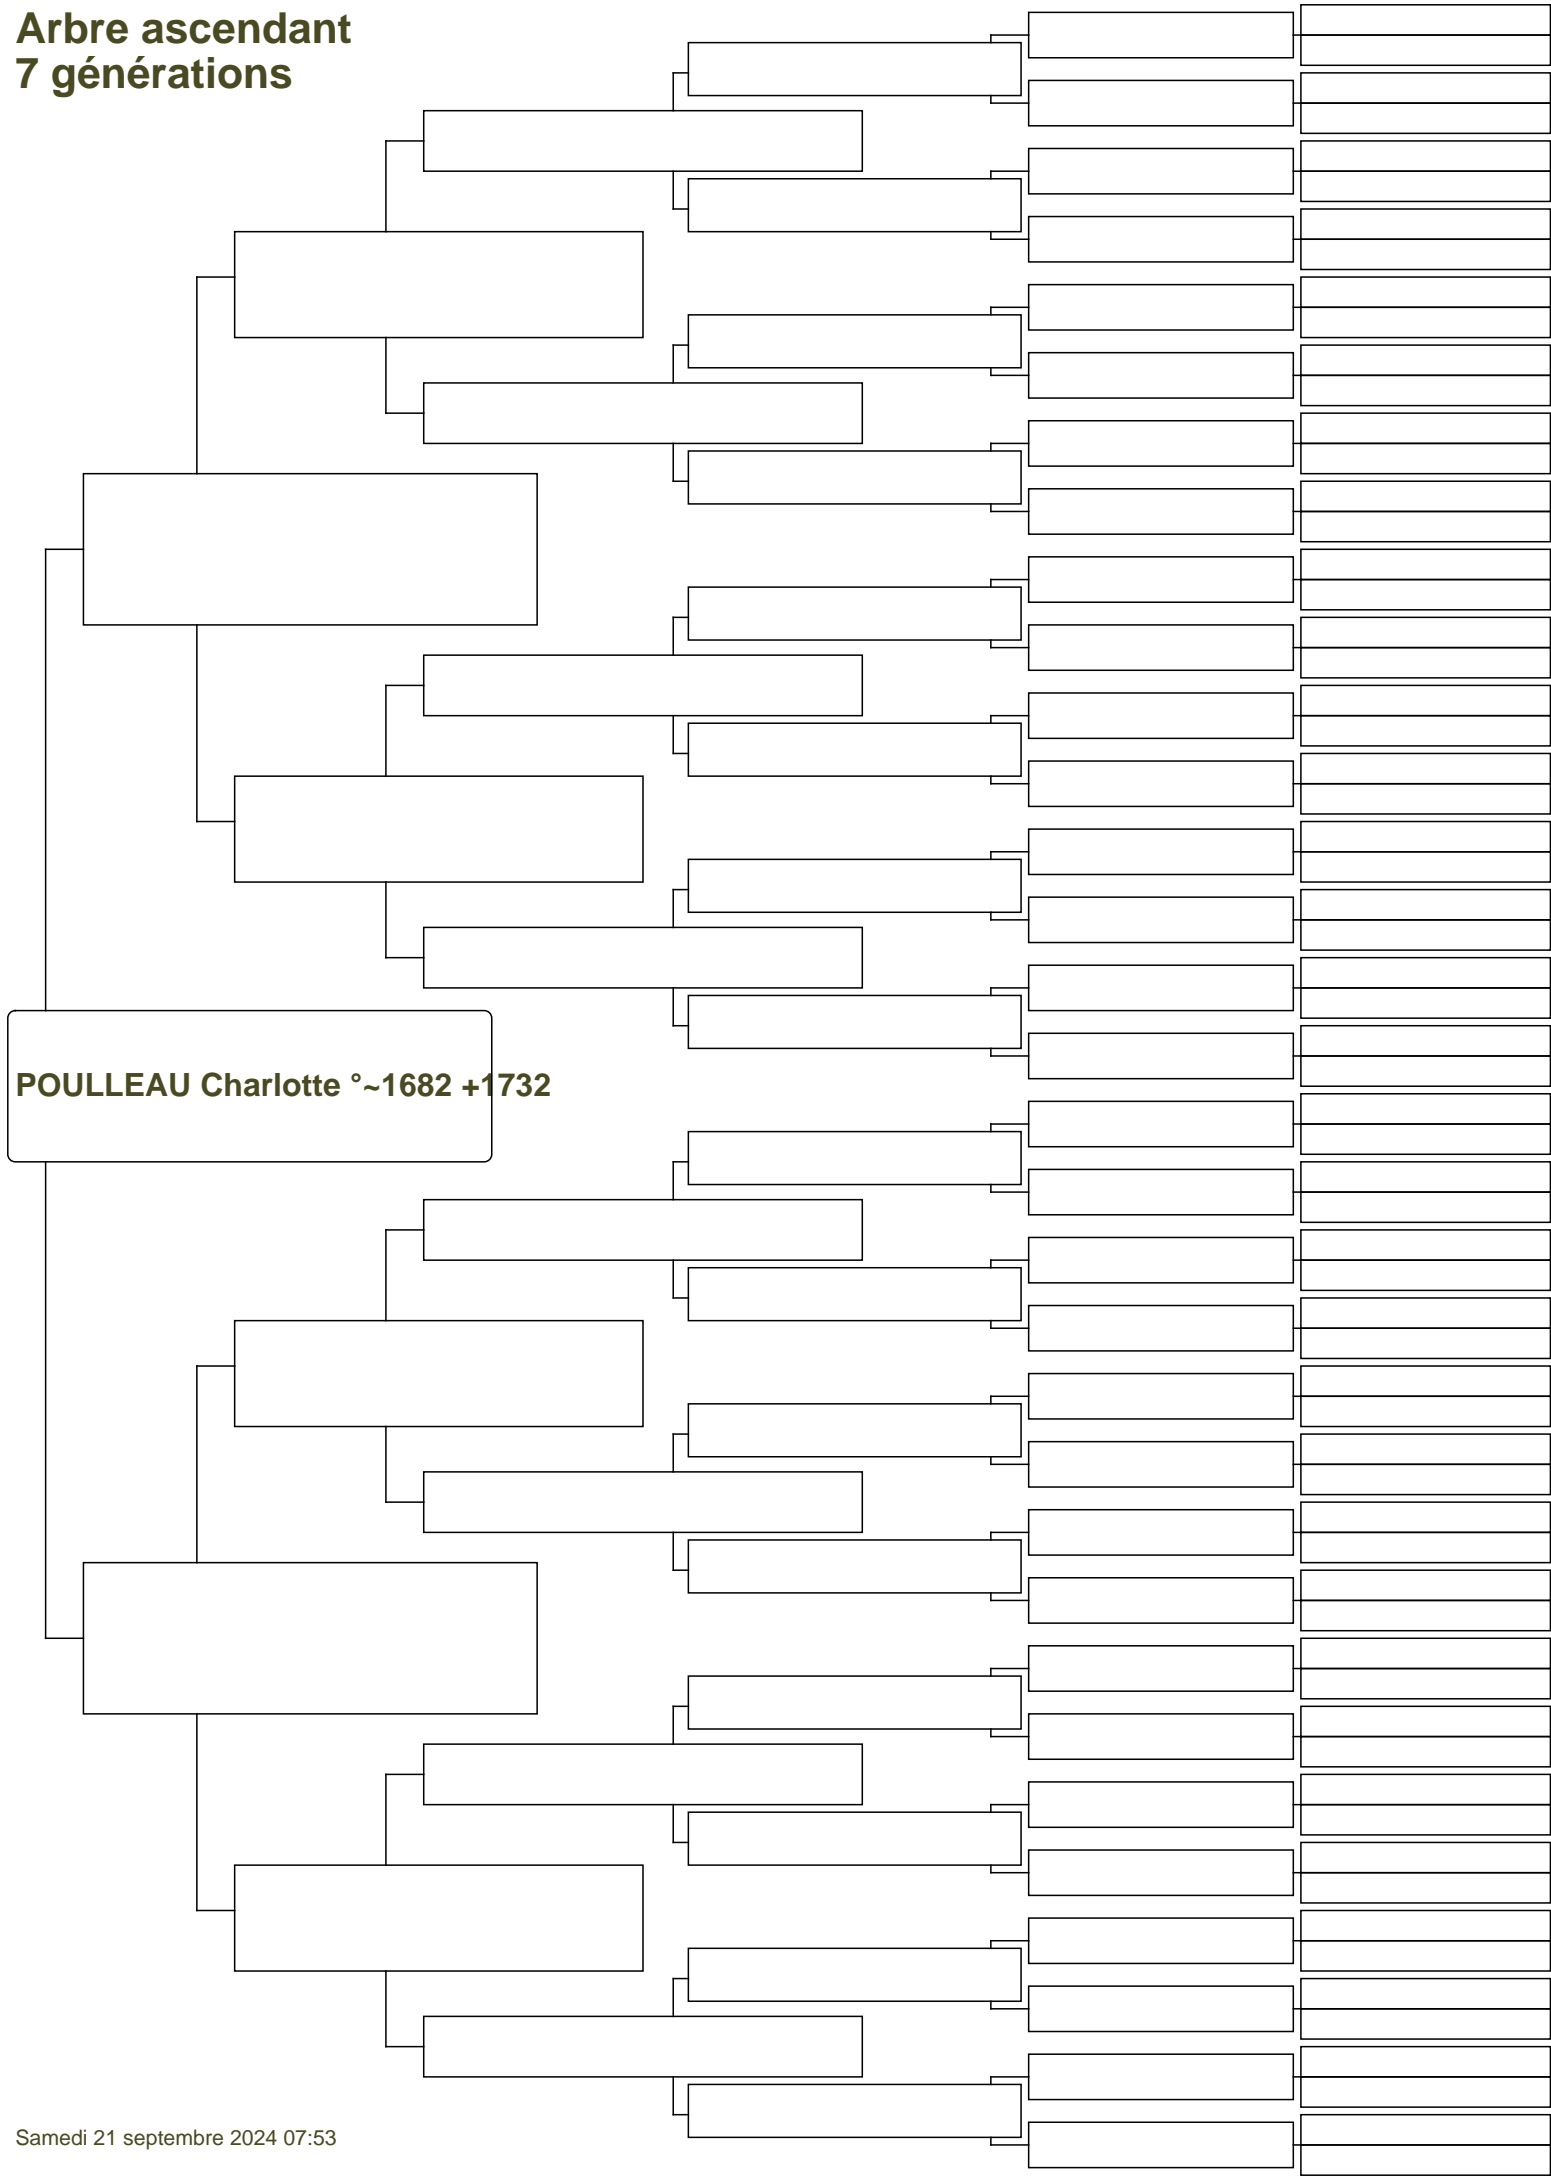 Arbre ascendant
7 générations
POULLEAU Charlotte °~1682 +1732
Samedi 21 septembre 2024 07:53